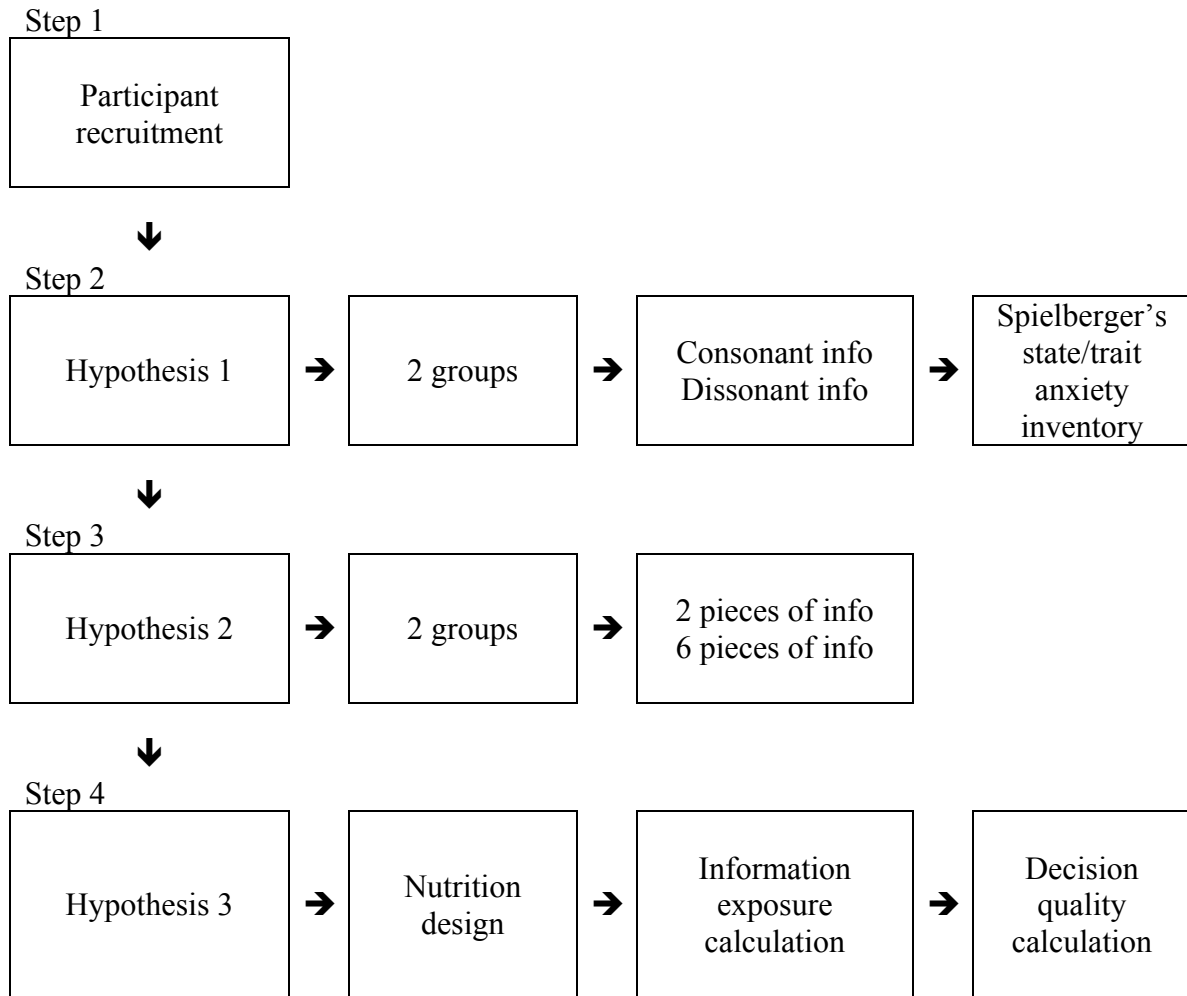 Step 1
Participant
recruitment
Step 2
Hypothesis 1
2 groups
Consonant info
Dissonant info
Spielberger’s
state/trait
anxiety
inventory
Step 3
Hypothesis 2
2 groups
2 pieces of info
6 pieces of info
Step 4
Hypothesis 3
Nutrition
design
Information
exposure
calculation
Decision
quality
calculation